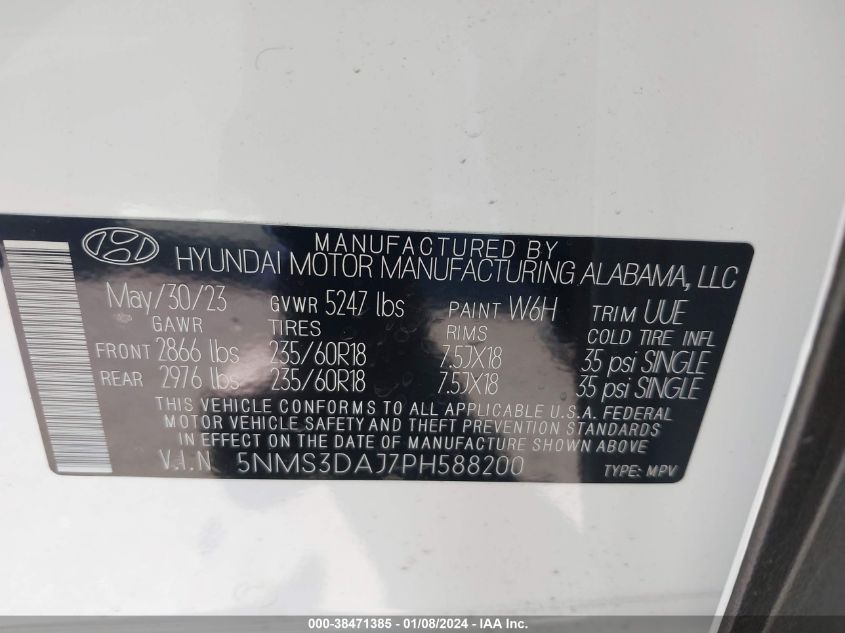 MANUFACTURED BY
HYUNDAI MOTOR MANUFACTURING ALABAMA, LLC
May/30/23 GVWR 5247 lbs PAINT W6H TRIM UUE
GAWR TIRES RIMS COLD TIRE INFL
FRONT 2866 lbs 235/60R18 7.5JX18 35 psi SINGLE
REAR 2976 lbs 235/60R18 7.5JX18 35 psi SINGLE
THIS VEHICLE CONFORMS TO ALL APPLICABLE U.S.A. FEDERAL
MOTOR VEHICLE SAFETY AND THEFT PREVENTION STANDARDS
IN EFFECT ON THE DATE OF MANUFACTURE SHOWN ABOVE
V.I.N 5NMS3DAJ7PH588200 TYPE: MPV
000-38471385 - 01/08/2024 - IAA Inc.